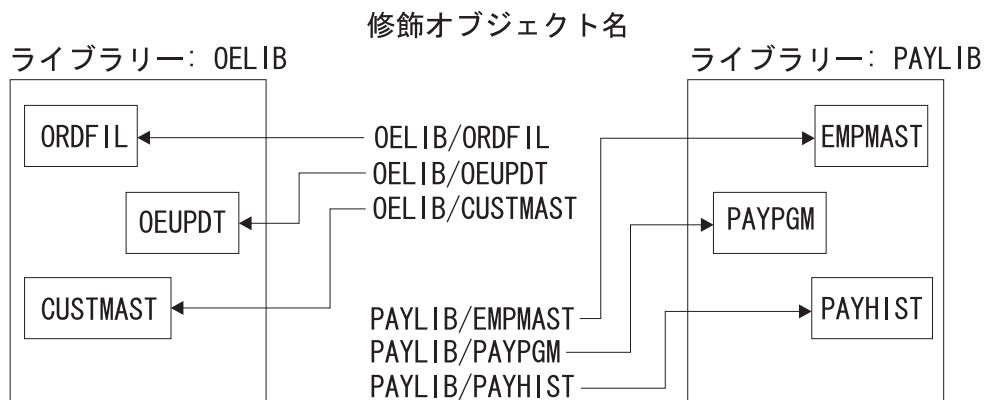 修飾オブジェクト名
ライブラリー: OELIB
ライブラリー: PAYLIB
ORDFIL
OEUPDT
CUSTMAST
OELIB/ORDFIL
OELIB/OEUPDT
OELIB/CUSTMAST
PAYLIB/EMPMAST
PAYLIB/PAYPGM
PAYLIB/PAYHIST
EMPMAST
PAYPGM
PAYHIST